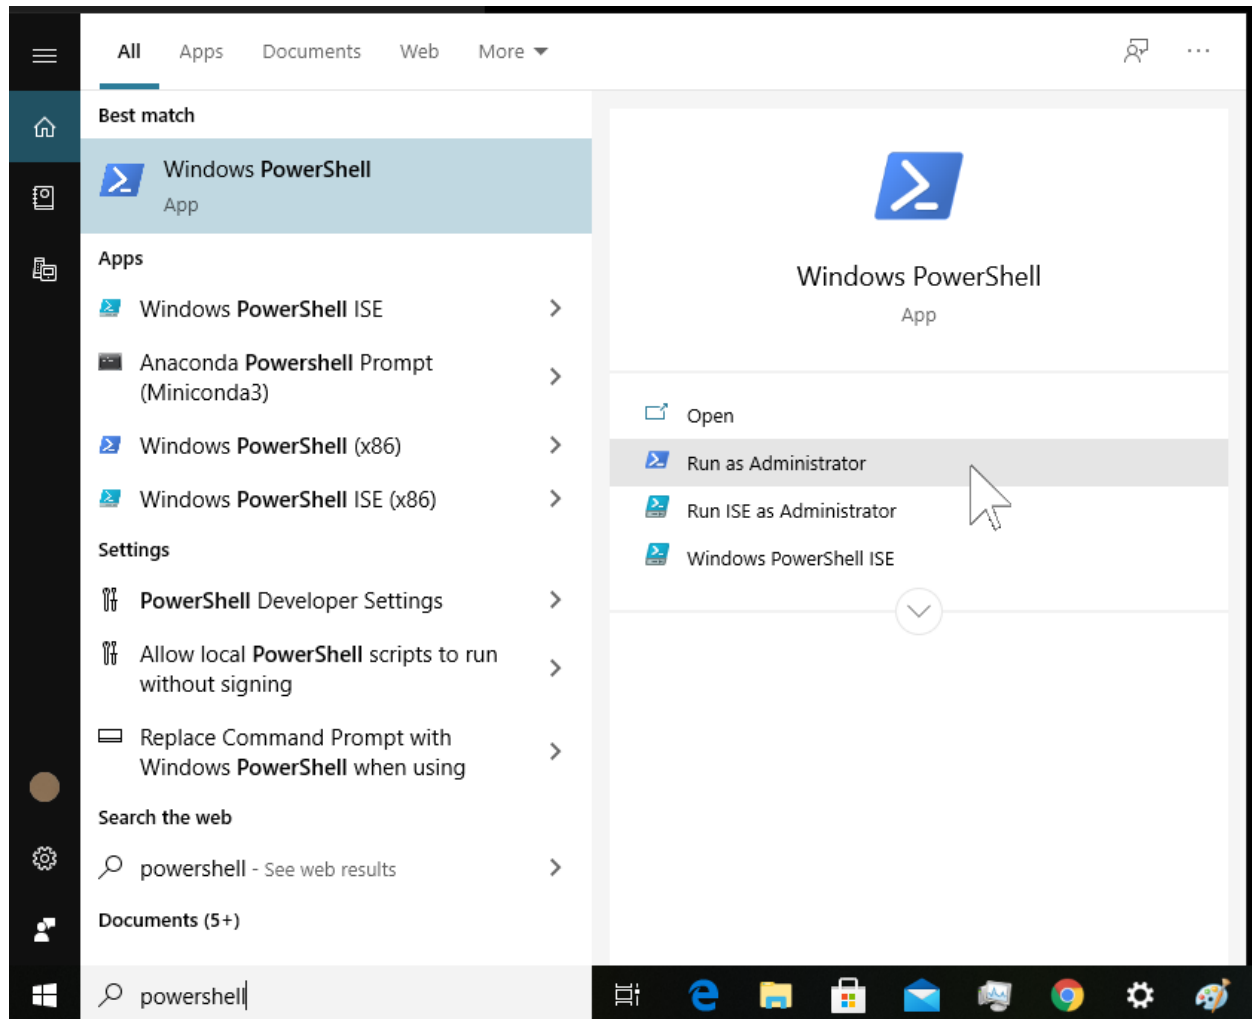 All Apps Documents Web More
Best match
Windows PowerShell
App
Apps
Windows PowerShell ISE
Anaconda Powershell Prompt
(Miniconda3)
Windows PowerShell (x86)
Windows PowerShell ISE (x86)
Settings
PowerShell Developer Settings
Allow local PowerShell scripts to run
without signing
Replace Command Prompt with
Windows PowerShell when using
Search the web
powershell - See web results
Documents (5+)
powershell
Windows PowerShell
App
Open
Run as Administrator
Run ISE as Administrator
Windows PowerShell ISE